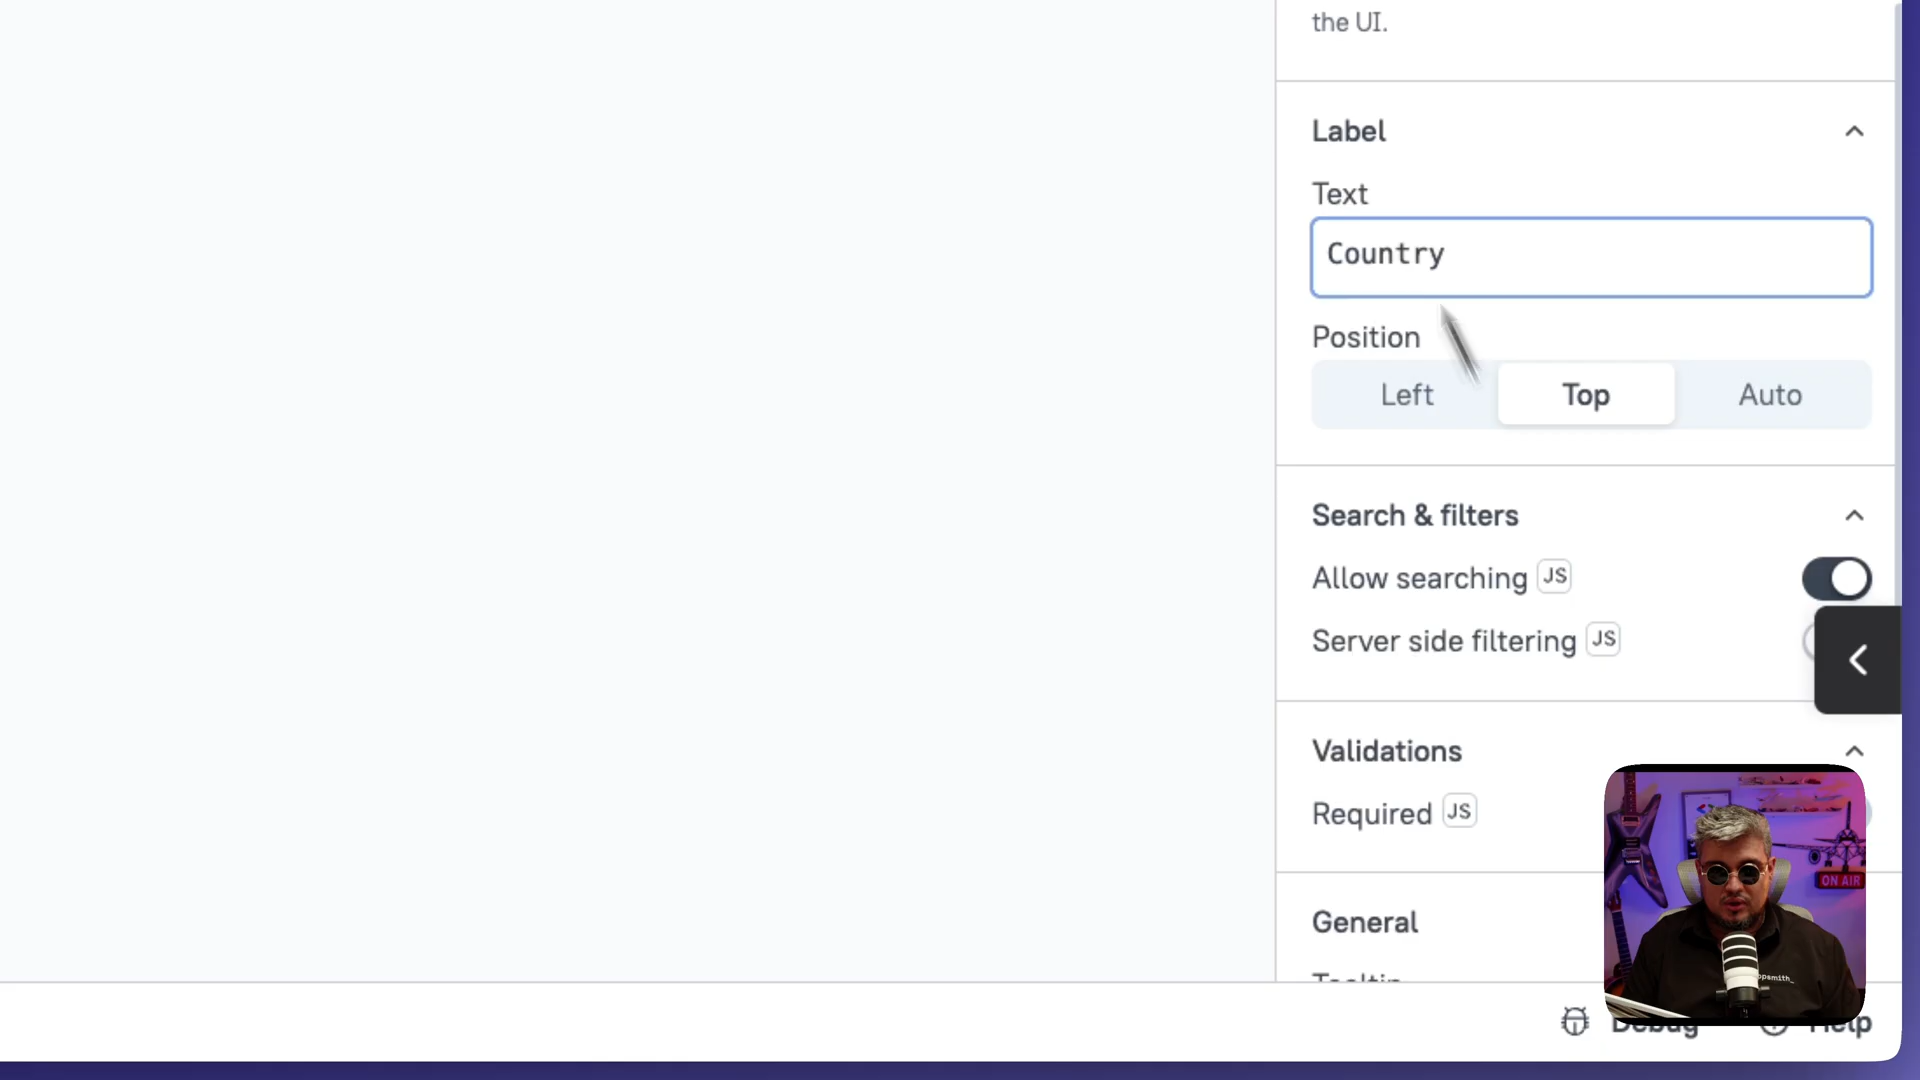 the UI.
Label
Text
Country
Position
Left Top Auto
Search & filters
Allow searching JS
Server side filtering JS
Validations
Required JS
General
Tooltip
ON AIR
Debug Help